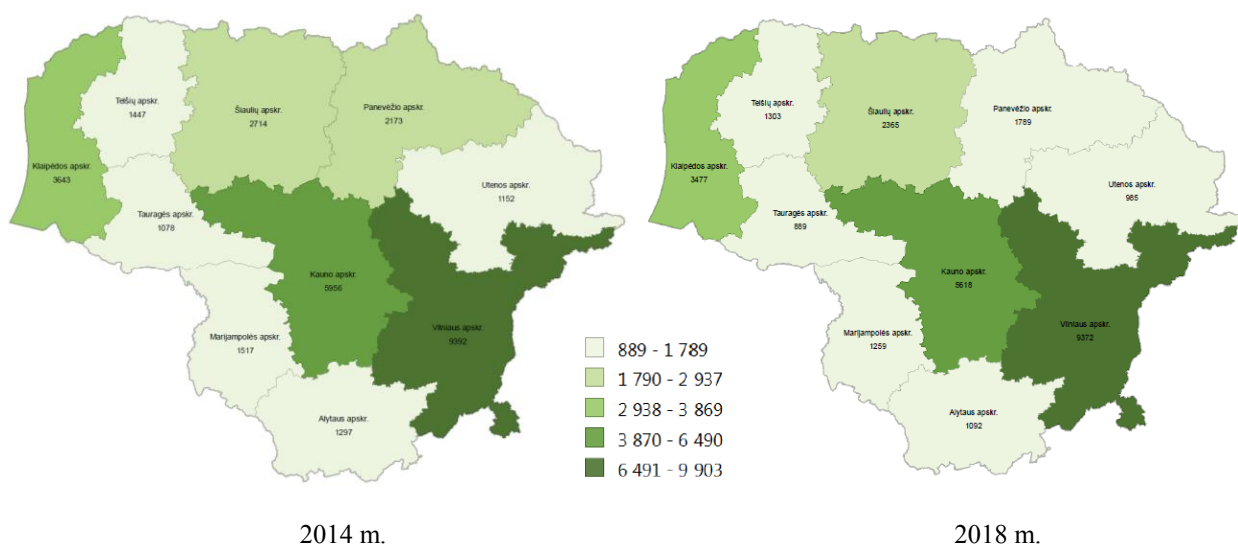 Telšių apskr.
1447
Šiaulių apskr.
2714
Panevėžio apskr.
2173
Klaipėdos apskr.
3643
Utenos apskr.
1152
Tauragės apskr.
1078
Kauno apskr.
5956
Vilniaus apskr.
9392
Marijampolės apskr.
1517
Alytaus apskr.
1297
889 - 1 789
1 790 - 2 937
2 938 - 3 869
3 870 - 6 490
6 491 - 9 903
Telšių apskr.
1303
Šiaulių apskr.
2365
Panevėžio apskr.
1789
Klaipėdos apskr.
3477
Utenos apskr.
985
Tauragės apskr.
889
Kauno apskr.
5618
Vilniaus apskr.
9372
Marijampolės apskr.
1259
Alytaus apskr.
1092
2014 m.
2018 m.